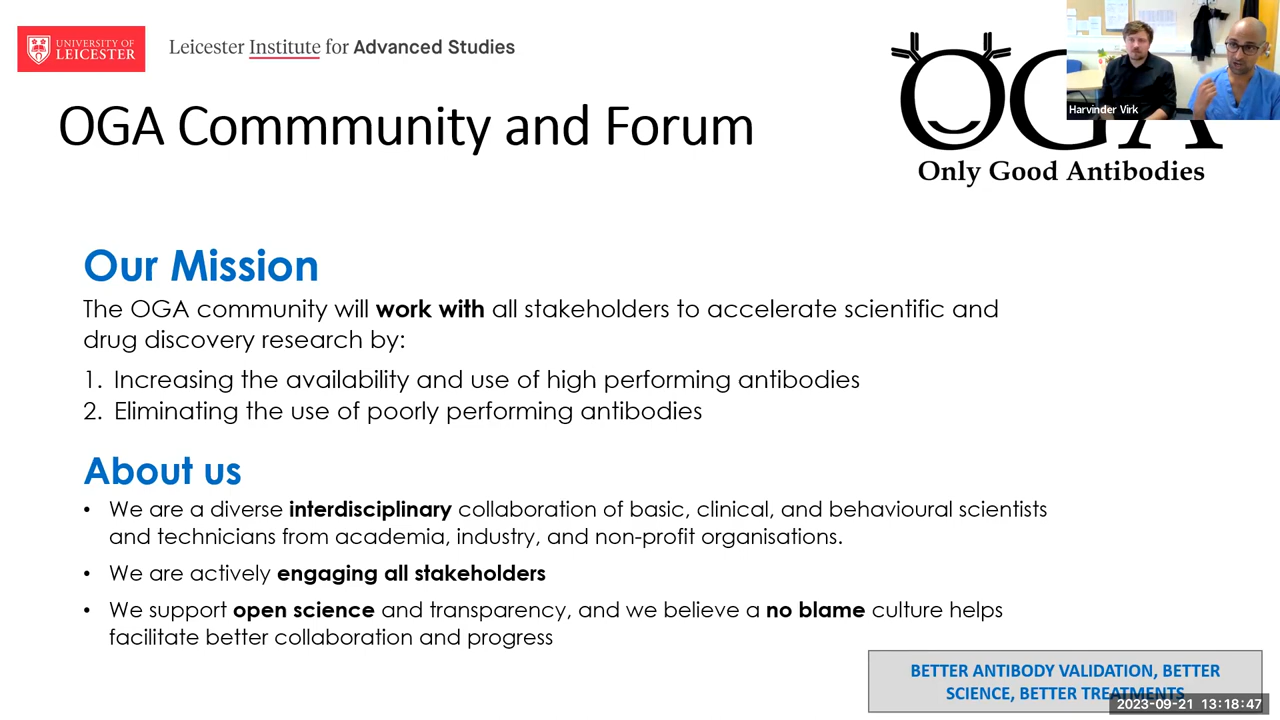 UNIVERSITY OF
LEICESTER
Leicester Institute for Advanced Studies
OGA
Harvinder Virk
Only Good Antibodies
OGA Commmunity and Forum
Our Mission
The OGA community will work with all stakeholders to accelerate scientific and
drug discovery research by:
1. Increasing the availability and use of high performing antibodies
2. Eliminating the use of poorly performing antibodies
About us
• We are a diverse interdisciplinary collaboration of basic, clinical, and behavioural scientists
and technicians from academia, industry, and non-profit organisations.
• We are actively engaging all stakeholders
• We support open science and transparency, and we believe a no blame culture helps
facilitate better collaboration and progress
BETTER ANTIBODY VALIDATION, BETTER
SCIENCE, BETTER TREATMENTS
2023-09-21 13:18:47